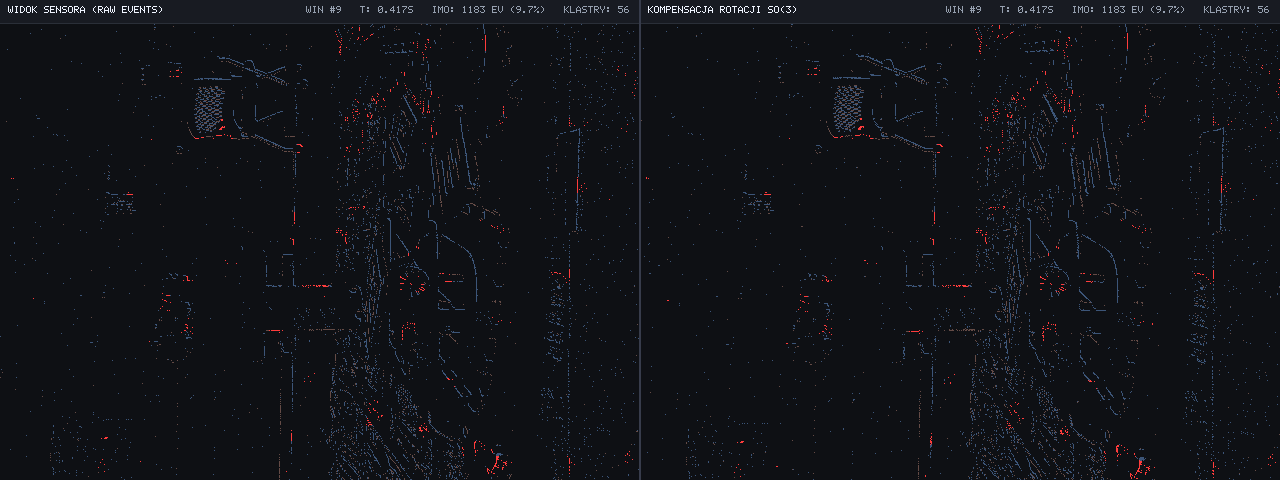 WIDOK SENSORA (RAW EVENTS) WIN #9 T: 0.417S IMO: 1183 EV (9.7%) KLASTRY: 56
KOMPENSACJA ROTACJI SO(3) WIN #9 T: 0.417S IMO: 1183 EV (9.7%) KLASTRY: 56